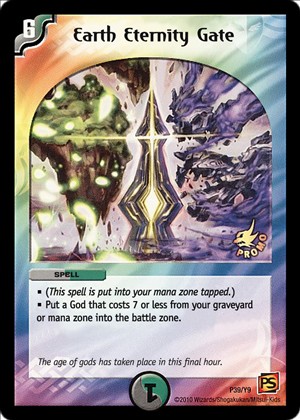 6
Earth Eternity Gate
PROMO
SPELL
▪ (This spell is put into your mana zone tapped.)
▪ Put a God that costs 7 or less from your graveyard
or mana zone into the battle zone.
The age of gods has taken place in this final hour.
1
P39/Y9
PS
©2010 Wizards/Shogakukan/Mitsui-Kids